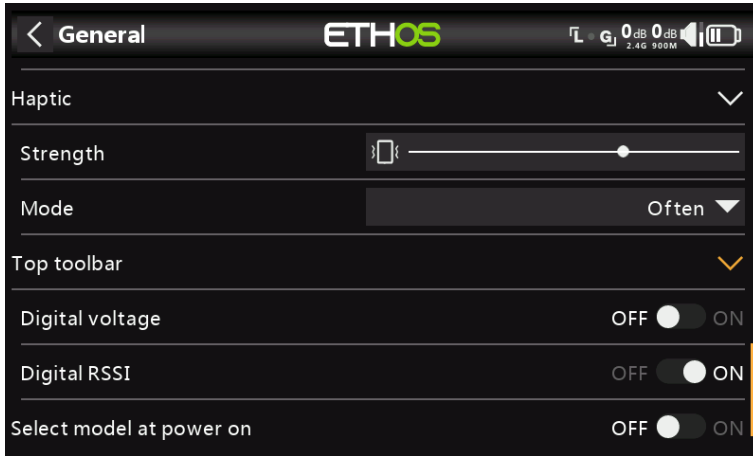 General
ETHOS
L G 0dB 0dB
2.4G 900M
Haptic
Strength
Mode Often
Top toolbar
Digital voltage OFF ON
Digital RSSI OFF ON
Select model at power on OFF ON